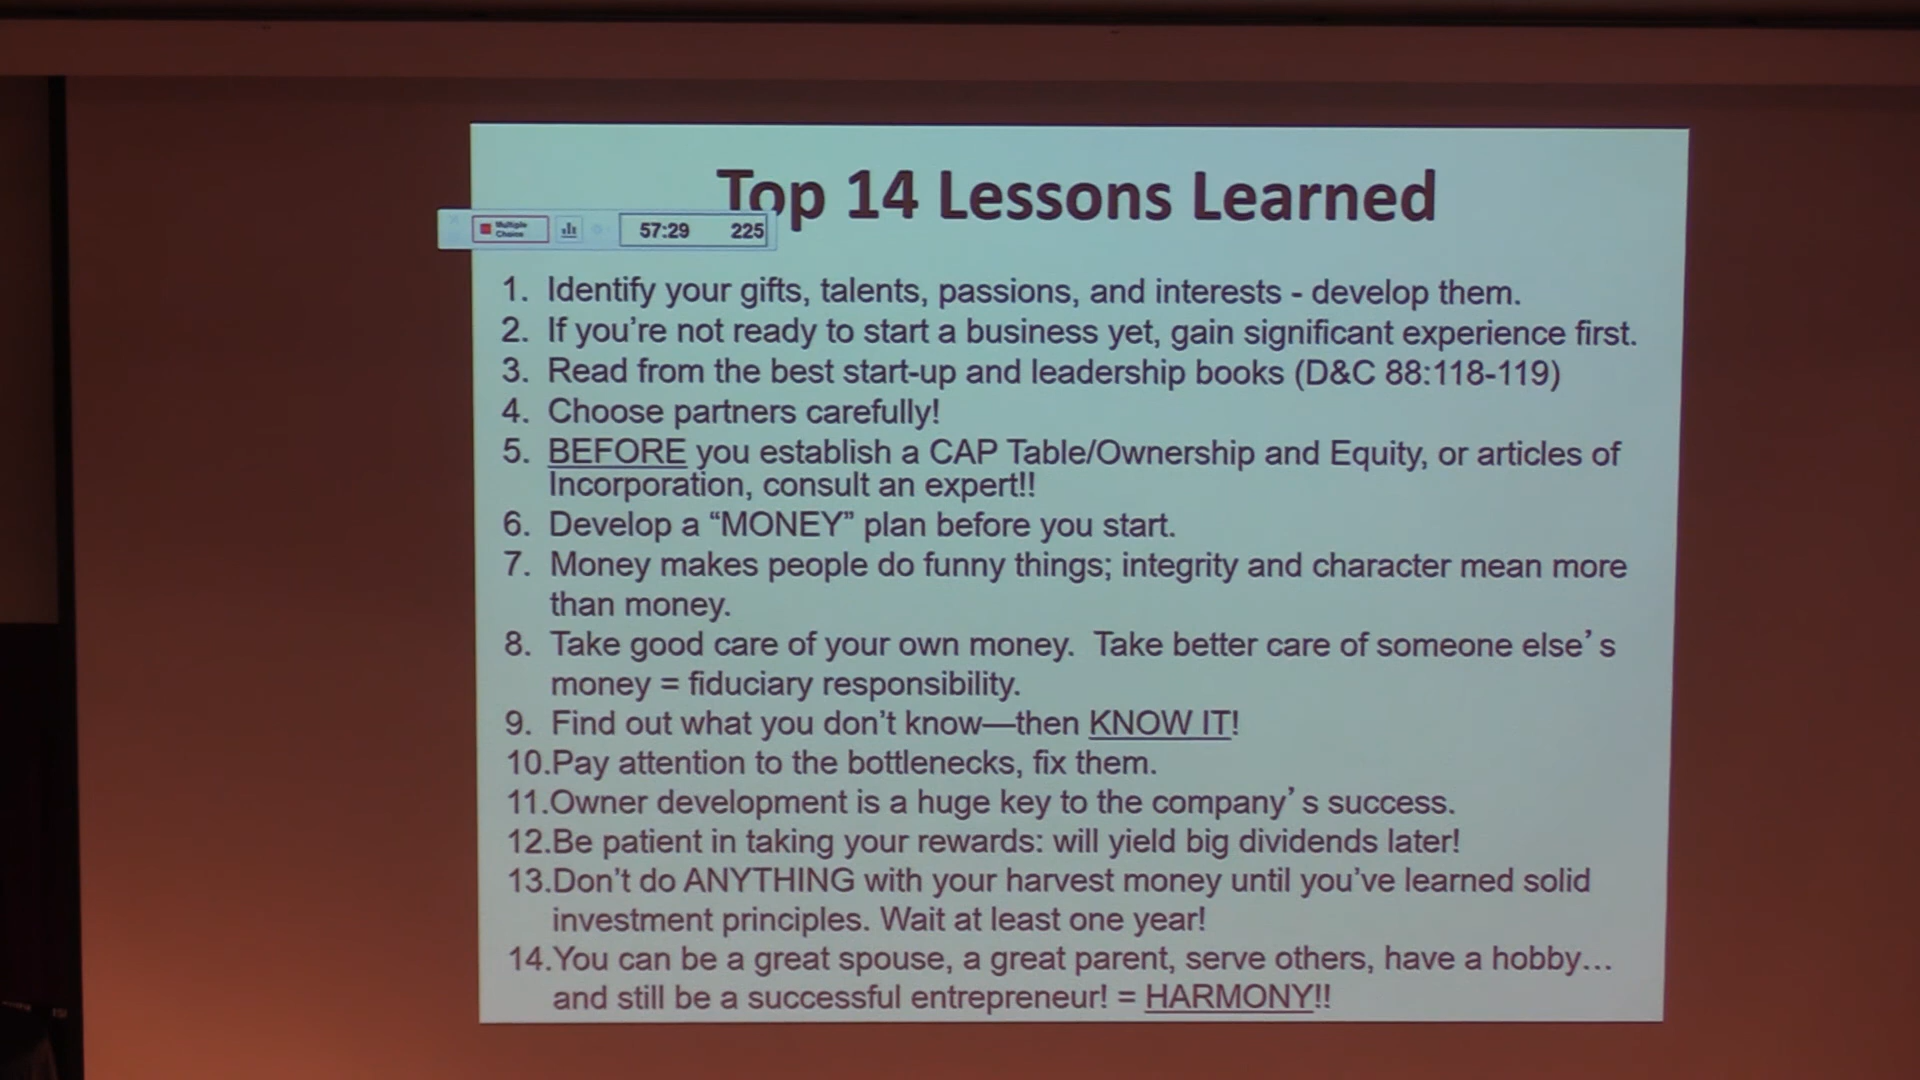 Top 14 Lessons Learned
Multiple
Choice
57:29 225
1. Identify your gifts, talents, passions, and interests - develop them.
2. If you're not ready to start a business yet, gain significant experience first.
3. Read from the best start-up and leadership books (D&C 88:118-119)
4. Choose partners carefully!
5. BEFORE you establish a CAP Table/Ownership and Equity, or articles of
Incorporation, consult an expert!!
6. Develop a “MONEY” plan before you start.
7. Money makes people do funny things; integrity and character mean more
than money.
8. Take good care of your own money. Take better care of someone else's
money = fiduciary responsibility.
9. Find out what you don't know—then KNOW IT!
10.Pay attention to the bottlenecks, fix them.
11.Owner development is a huge key to the company's success.
12.Be patient in taking your rewards: will yield big dividends later!
13.Don't do ANYTHING with your harvest money until you've learned solid
investment principles. Wait at least one year!
14.You can be a great spouse, a great parent, serve others, have a hobby…
and still be a successful entrepreneur! = HARMONY!!